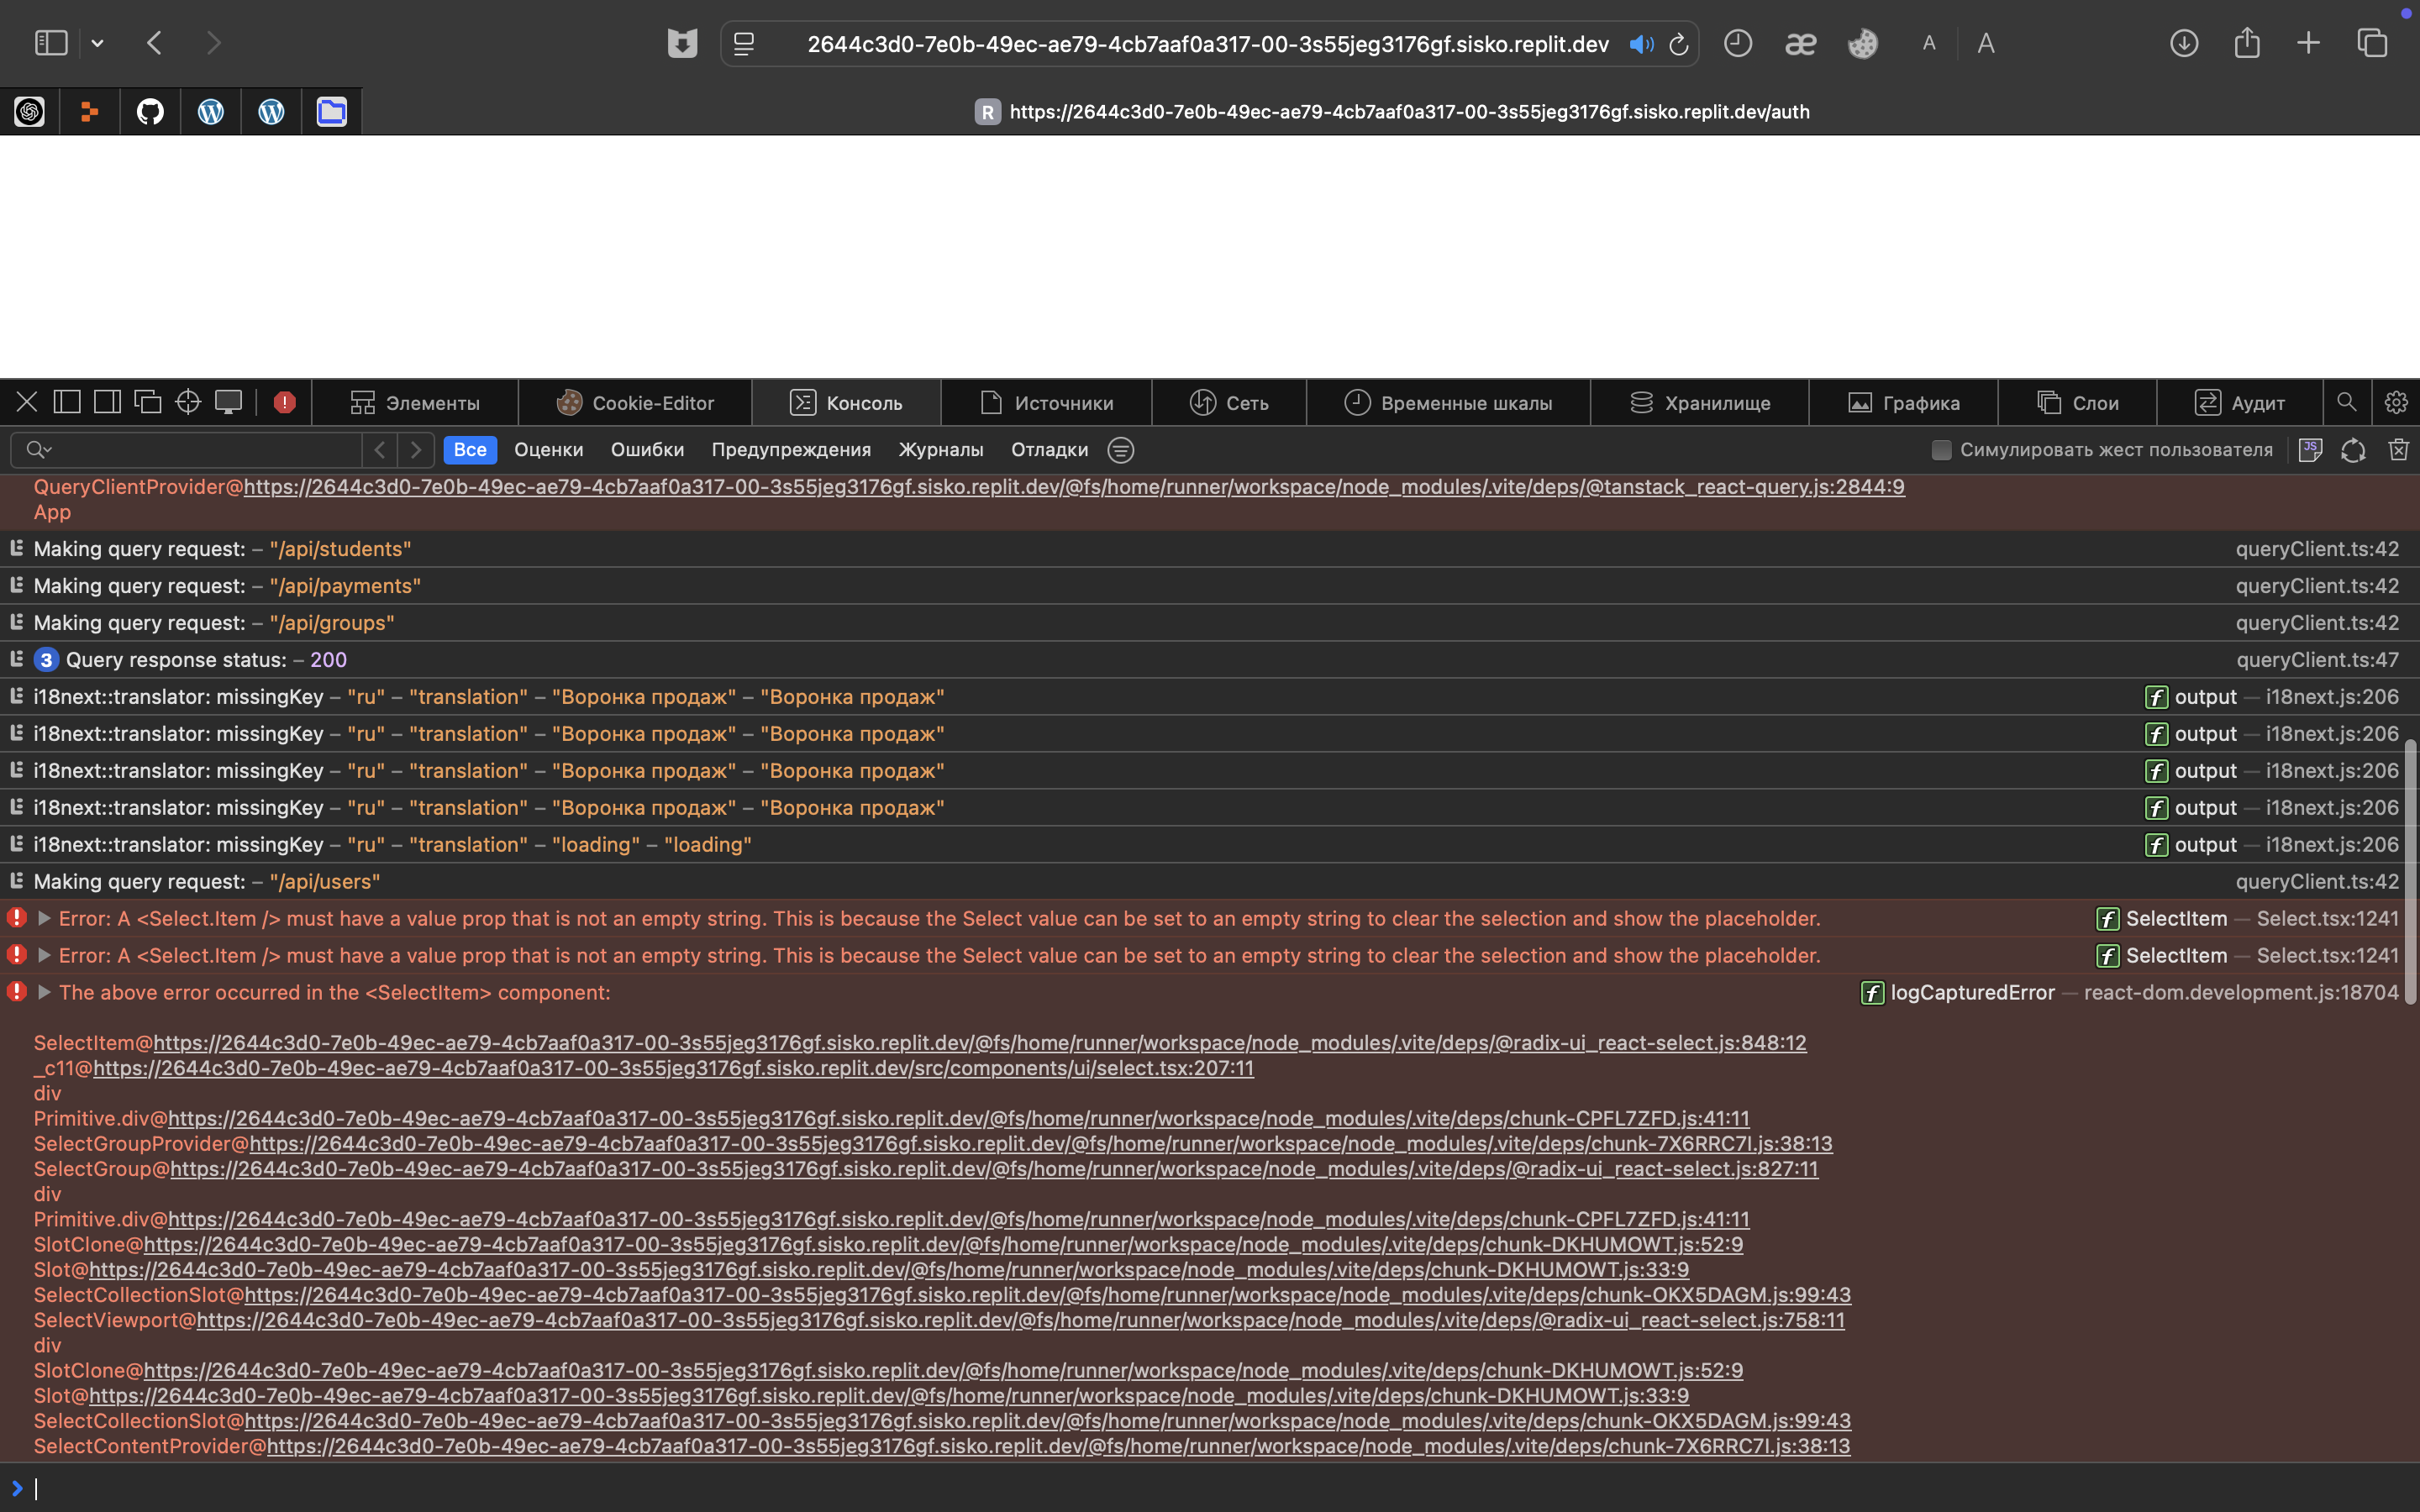 2644c3d0-7e0b-49ec-ae79-4cb7aaf0a317-00-3s55jeg3176gf.sisko.replit.dev
æ
A
A
R https://2644c3d0-7e0b-49ec-ae79-4cb7aaf0a317-00-3s55jeg3176gf.sisko.replit.dev/auth
Элементы
Cookie-Editor
Консоль
Источники
Сеть
Временные шкалы
Хранилище
Графика
Слои
Аудит
Все Оценки Ошибки Предупреждения Журналы Отладки
Симулировать жест пользователя
JS
QueryClientProvider@https://2644c3d0-7e0b-49ec-ae79-4cb7aaf0a317-00-3s55jeg3176gf.sisko.replit.dev/@fs/home/runner/workspace/node_modules/.vite/deps/@tanstack_react-query.js:2844:9
App
Making query request: – "/api/students" queryClient.ts:42
Making query request: – "/api/payments" queryClient.ts:42
Making query request: – "/api/groups" queryClient.ts:42
3 Query response status: – 200 queryClient.ts:47
i18next::translator: missingKey – "ru" – "translation" – "Воронка продаж" – "Воронка продаж" f output — i18next.js:206
i18next::translator: missingKey – "ru" – "translation" – "Воронка продаж" – "Воронка продаж" f output — i18next.js:206
i18next::translator: missingKey – "ru" – "translation" – "Воронка продаж" – "Воронка продаж" f output — i18next.js:206
i18next::translator: missingKey – "ru" – "translation" – "Воронка продаж" – "Воронка продаж" f output — i18next.js:206
i18next::translator: missingKey – "ru" – "translation" – "loading" – "loading" f output — i18next.js:206
Making query request: – "/api/users" queryClient.ts:42
Error: A <Select.Item /> must have a value prop that is not an empty string. This is because the Select value can be set to an empty string to clear the selection and show the placeholder. f SelectItem — Select.tsx:1241
Error: A <Select.Item /> must have a value prop that is not an empty string. This is because the Select value can be set to an empty string to clear the selection and show the placeholder. f SelectItem — Select.tsx:1241
The above error occurred in the <SelectItem> component: f logCapturedError — react-dom.development.js:18704
SelectItem@https://2644c3d0-7e0b-49ec-ae79-4cb7aaf0a317-00-3s55jeg3176gf.sisko.replit.dev/@fs/home/runner/workspace/node_modules/.vite/deps/@radix-ui_react-select.js:848:12
_c11@https://2644c3d0-7e0b-49ec-ae79-4cb7aaf0a317-00-3s55jeg3176gf.sisko.replit.dev/src/components/ui/select.tsx:207:11
div
Primitive.div@https://2644c3d0-7e0b-49ec-ae79-4cb7aaf0a317-00-3s55jeg3176gf.sisko.replit.dev/@fs/home/runner/workspace/node_modules/.vite/deps/chunk-CPFL7ZFD.js:41:11
SelectGroupProvider@https://2644c3d0-7e0b-49ec-ae79-4cb7aaf0a317-00-3s55jeg3176gf.sisko.replit.dev/@fs/home/runner/workspace/node_modules/.vite/deps/chunk-7X6RRC7I.js:38:13
SelectGroup@https://2644c3d0-7e0b-49ec-ae79-4cb7aaf0a317-00-3s55jeg3176gf.sisko.replit.dev/@fs/home/runner/workspace/node_modules/.vite/deps/@radix-ui_react-select.js:827:11
div
Primitive.div@https://2644c3d0-7e0b-49ec-ae79-4cb7aaf0a317-00-3s55jeg3176gf.sisko.replit.dev/@fs/home/runner/workspace/node_modules/.vite/deps/chunk-CPFL7ZFD.js:41:11
SlotClone@https://2644c3d0-7e0b-49ec-ae79-4cb7aaf0a317-00-3s55jeg3176gf.sisko.replit.dev/@fs/home/runner/workspace/node_modules/.vite/deps/chunk-DKHUMOWT.js:52:9
Slot@https://2644c3d0-7e0b-49ec-ae79-4cb7aaf0a317-00-3s55jeg3176gf.sisko.replit.dev/@fs/home/runner/workspace/node_modules/.vite/deps/chunk-DKHUMOWT.js:33:9
SelectCollectionSlot@https://2644c3d0-7e0b-49ec-ae79-4cb7aaf0a317-00-3s55jeg3176gf.sisko.replit.dev/@fs/home/runner/workspace/node_modules/.vite/deps/chunk-OKX5DAGM.js:99:43
SelectViewport@https://2644c3d0-7e0b-49ec-ae79-4cb7aaf0a317-00-3s55jeg3176gf.sisko.replit.dev/@fs/home/runner/workspace/node_modules/.vite/deps/@radix-ui_react-select.js:758:11
div
SlotClone@https://2644c3d0-7e0b-49ec-ae79-4cb7aaf0a317-00-3s55jeg3176gf.sisko.replit.dev/@fs/home/runner/workspace/node_modules/.vite/deps/chunk-DKHUMOWT.js:52:9
Slot@https://2644c3d0-7e0b-49ec-ae79-4cb7aaf0a317-00-3s55jeg3176gf.sisko.replit.dev/@fs/home/runner/workspace/node_modules/.vite/deps/chunk-DKHUMOWT.js:33:9
SelectCollectionSlot@https://2644c3d0-7e0b-49ec-ae79-4cb7aaf0a317-00-3s55jeg3176gf.sisko.replit.dev/@fs/home/runner/workspace/node_modules/.vite/deps/chunk-OKX5DAGM.js:99:43
SelectContentProvider@https://2644c3d0-7e0b-49ec-ae79-4cb7aaf0a317-00-3s55jeg3176gf.sisko.replit.dev/@fs/home/runner/workspace/node_modules/.vite/deps/chunk-7X6RRC7I.js:38:13